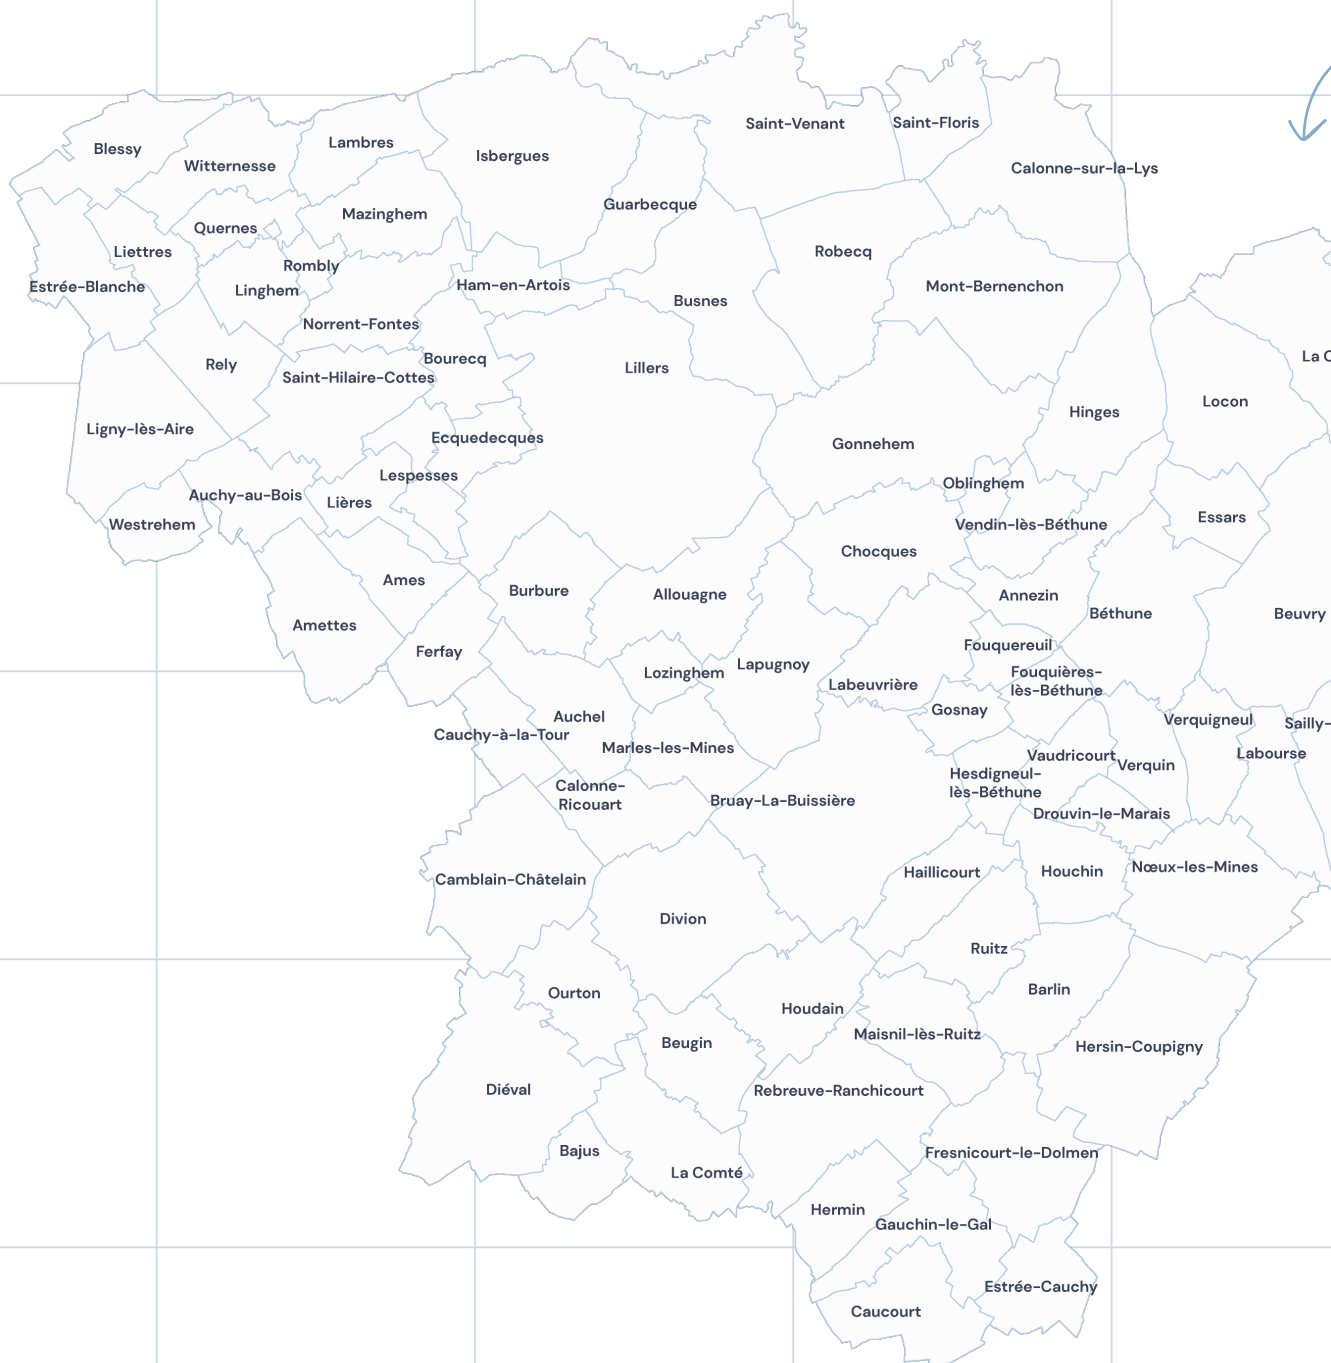 Saint-Venant
Saint-Floris
Lambres
Blessy
Isbergues
Witternesse
Calonne-sur-la-Lys
Guarbecque
Mazinghem
Quernes
Liettres
Robecq
Rombly
Estrée-Blanche
Linghem
Ham-en-Artois
Mont-Bernenchon
Busnes
Norrent-Fontes
La C
Bourecq
Rely
Lillers
Saint-Hilaire-Cottes
Locon
Hinges
Ligny-lès-Aire
Ecquedecques
Gonnehem
Lespesses
Oblinghem
Auchy-au-Bois
Lières
Essars
Westrehem
Vendin-lès-Béthune
Chocques
Ames
Burbure
Allouagne
Annezin
Béthune
Beuvry
Amettes
Fouquereuil
Ferfay
Lapugnoy
Lozinghem
Fouquières-
lès-Béthune
Labeuvrière
Gosnay
Auchel
Verquigneul
Sailly-
Cauchy-à-la-Tour
Marles-les-Mines
Vaudricourt
Labourse
Verquin
Hesdigneul-
lès-Béthune
Calonne-
Ricouart
Bruay-La-Buissière
Drouvin-le-Marais
Nœux-les-Mines
Haillicourt
Houchin
Camblain-Châtelain
Divion
Ruitz
Barlin
Ourton
Houdain
Maisnil-lès-Ruitz
Beugin
Hersin-Coupigny
Diéval
Rebreuve-Ranchicourt
Bajus
Fresnicourt-le-Dolmen
La Comté
Hermin
Gauchin-le-Gal
Estrée-Cauchy
Caucourt